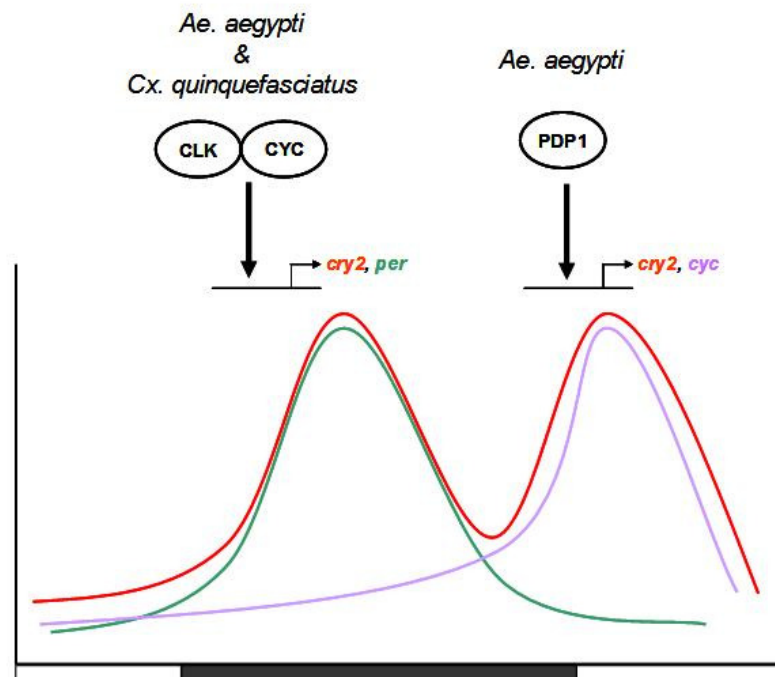 Ae. aegypti
&
Cx. quinquefasciatus
Ae. aegypti
CLK CYC
PDP1
cry2, per
cry2, cyc